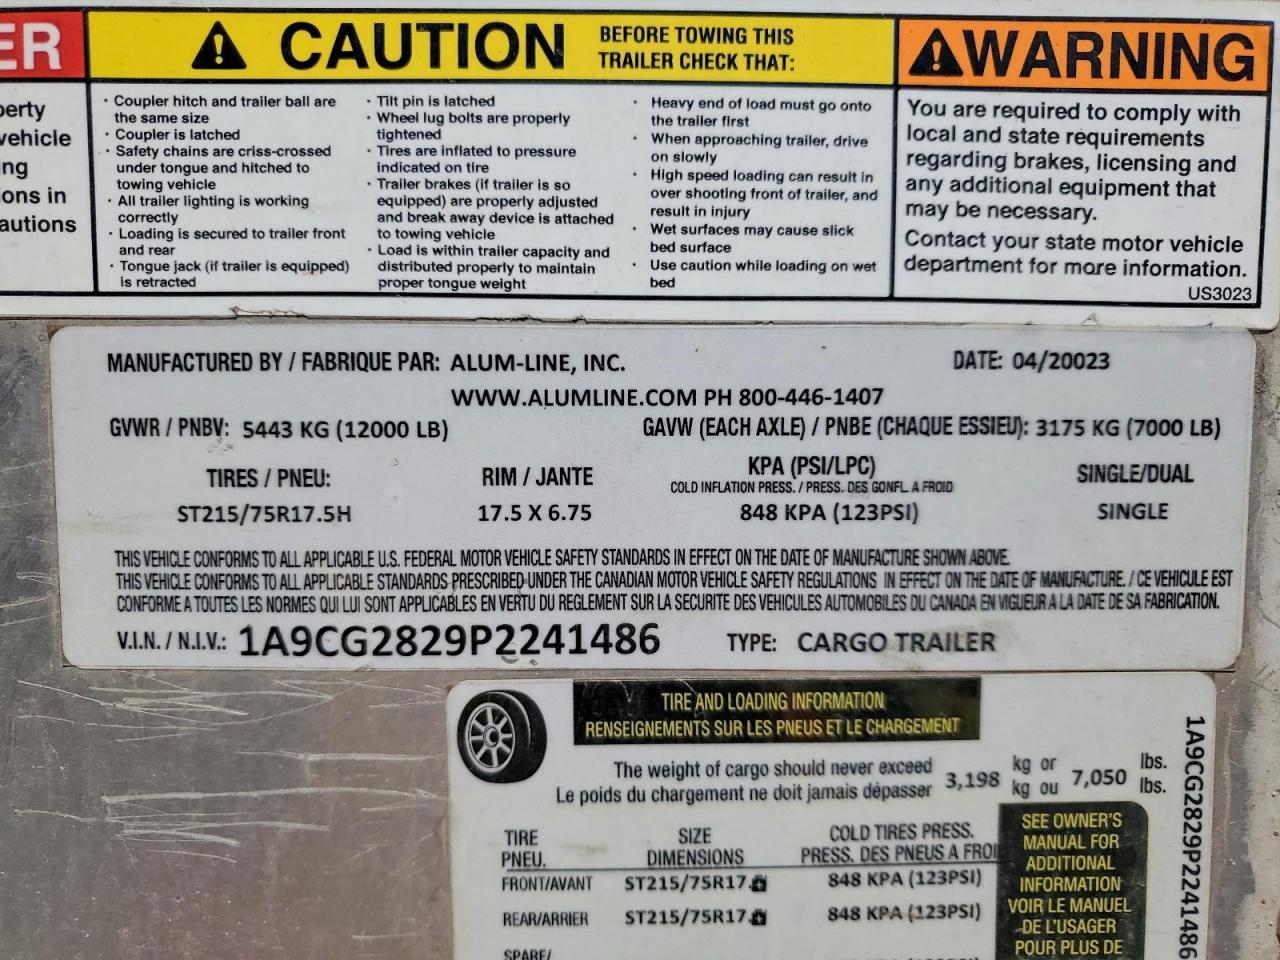 ER
perty
vehicle
ing
ions in
autions
CAUTION BEFORE TOWING THIS
TRAILER CHECK THAT:
· Coupler hitch and trailer ball are
the same size
· Coupler is latched
· Safety chains are criss-crossed
under tongue and hitched to
towing vehicle
· All trailer lighting is working
correctly
· Loading is secured to trailer front
and rear
· Tongue jack (if trailer is equipped)
is retracted
· Tilt pin is latched
· Wheel lug bolts are properly
tightened
· Tires are inflated to pressure
indicated on tire
· Trailer brakes (if trailer is so
equipped) are properly adjusted
and break away device is attached
to towing vehicle
· Load is within trailer capacity and
distributed properly to maintain
proper tongue weight
· Heavy end of load must go onto
the trailer first
· When approaching trailer, drive
on slowly
· High speed loading can result in
over shooting front of trailer, and
result in injury
· Wet surfaces may cause slick
bed surface
· Use caution while loading on wet
bed
WARNING
You are required to comply with
local and state requirements
regarding brakes, licensing and
any additional equipment that
may be necessary.
Contact your state motor vehicle
department for more information.
US3023
MANUFACTURED BY / FABRIQUE PAR: ALUM-LINE, INC. DATE: 04/20023
WWW.ALUMLINE.COM PH 800-446-1407
GVWR / PNBV: 5443 KG (12000 LB) GAVW (EACH AXLE) / PNBE (CHAQUE ESSIEU): 3175 KG (7000 LB)
TIRES / PNEU: RIM / JANTE KPA (PSI/LPC) SINGLE/DUAL
COLD INFLATION PRESS. / PRESS. DES GONFL. A FROID
ST215/75R17.5H 17.5 X 6.75 848 KPA (123PSI) SINGLE
THIS VEHICLE CONFORMS TO ALL APPLICABLE U.S. FEDERAL MOTOR VEHICLE SAFETY STANDARDS IN EFFECT ON THE DATE OF MANUFACTURE SHOWN ABOVE.
THIS VEHICLE CONFORMS TO ALL APPLICABLE STANDARDS PRESCRIBED UNDER THE CANADIAN MOTOR VEHICLE SAFETY REGULATIONS IN EFFECT ON THE DATE OF MANUFACTURE. / CE VEHICULE EST
CONFORME A TOUTES LES NORMES QUI LUI SONT APPLICABLES EN VERTU DU REGLEMENT SUR LA SECURITE DES VEHICULES AUTOMOBILES DU CANADA EN VIGUEUR A LA DATE DE SA FABRICATION.
V.I.N. / N.I.V.: 1A9CG2829P2241486 TYPE: CARGO TRAILER
TIRE AND LOADING INFORMATION
RENSEIGNEMENTS SUR LES PNEUS ET LE CHARGEMENT
The weight of cargo should never exceed 3,198 kg or 7,050 lbs.
Le poids du chargement ne doit jamais dépasser kg ou lbs.
TIRE SIZE COLD TIRES PRESS.
PNEU. DIMENSIONS PRESS. DES PNEUS A FROI
FRONT/AVANT ST215/75R17. 848 KPA (123PSI)
REAR/ARRIER ST215/75R17. 848 KPA (123PSI)
SPARE/
SEE OWNER'S
MANUAL FOR
ADDITIONAL
INFORMATION
VOIR LE MANUEL
DE L'USAGER
POUR PLUS DE
1A9CG2829P2241486